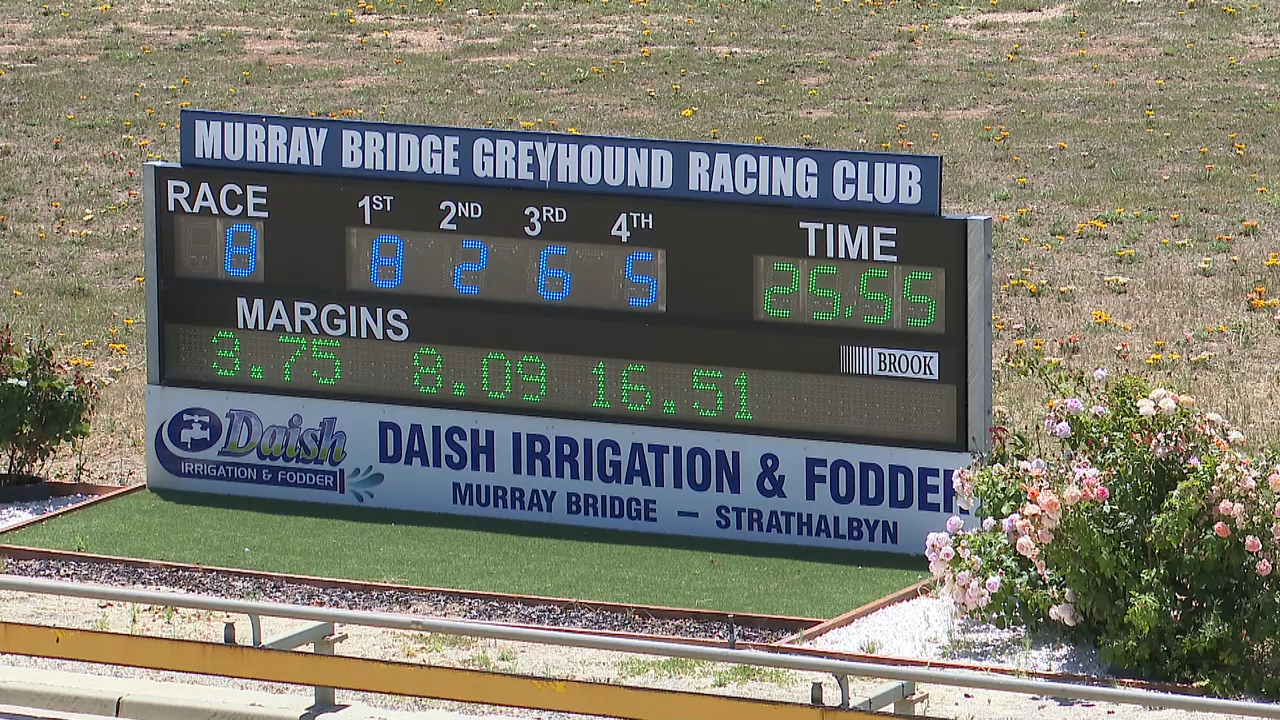 MURRAY BRIDGE GREYHOUND RACING CLUB
RACE 1ST 2ND 3RD 4TH TIME
8 8 2 6 5 25.55
MARGINS
BROOK
3.75 8.09 16.51
Daish
IRRIGATION & FODDER
DAISH IRRIGATION & FODDER
MURRAY BRIDGE – STRATHALBYN